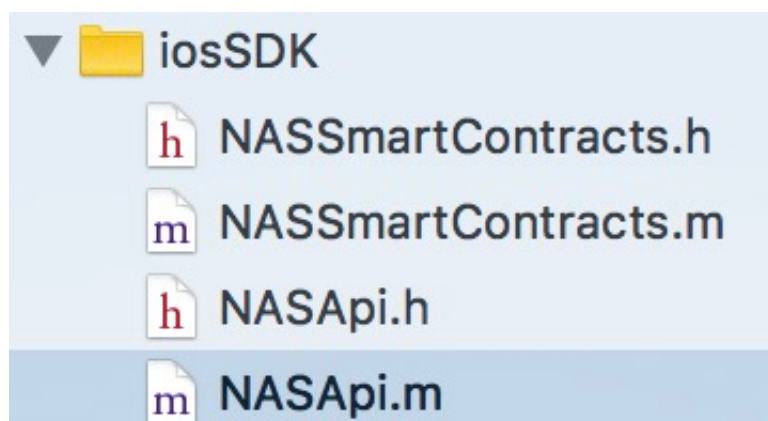 iosSDK
h NASSmartContracts.h
m NASSmartContracts.m
h NASApi.h
m NASApi.m